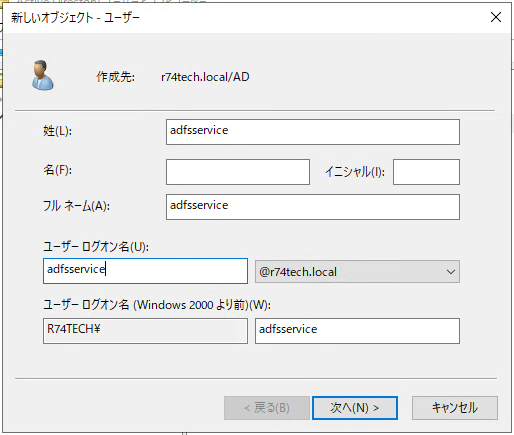 新しいオブジェクト - ユーザー
作成先: r74tech.local/AD
姓(L): adfsservice
名(F): イニシャル(I):
フル ネーム(A): adfsservice
ユーザー ログオン名(U):
adfsservice @r74tech.local
ユーザー ログオン名 (Windows 2000 より前)(W):
R74TECH¥ adfsservice
< 戻る(B) 次へ(N) > キャンセル